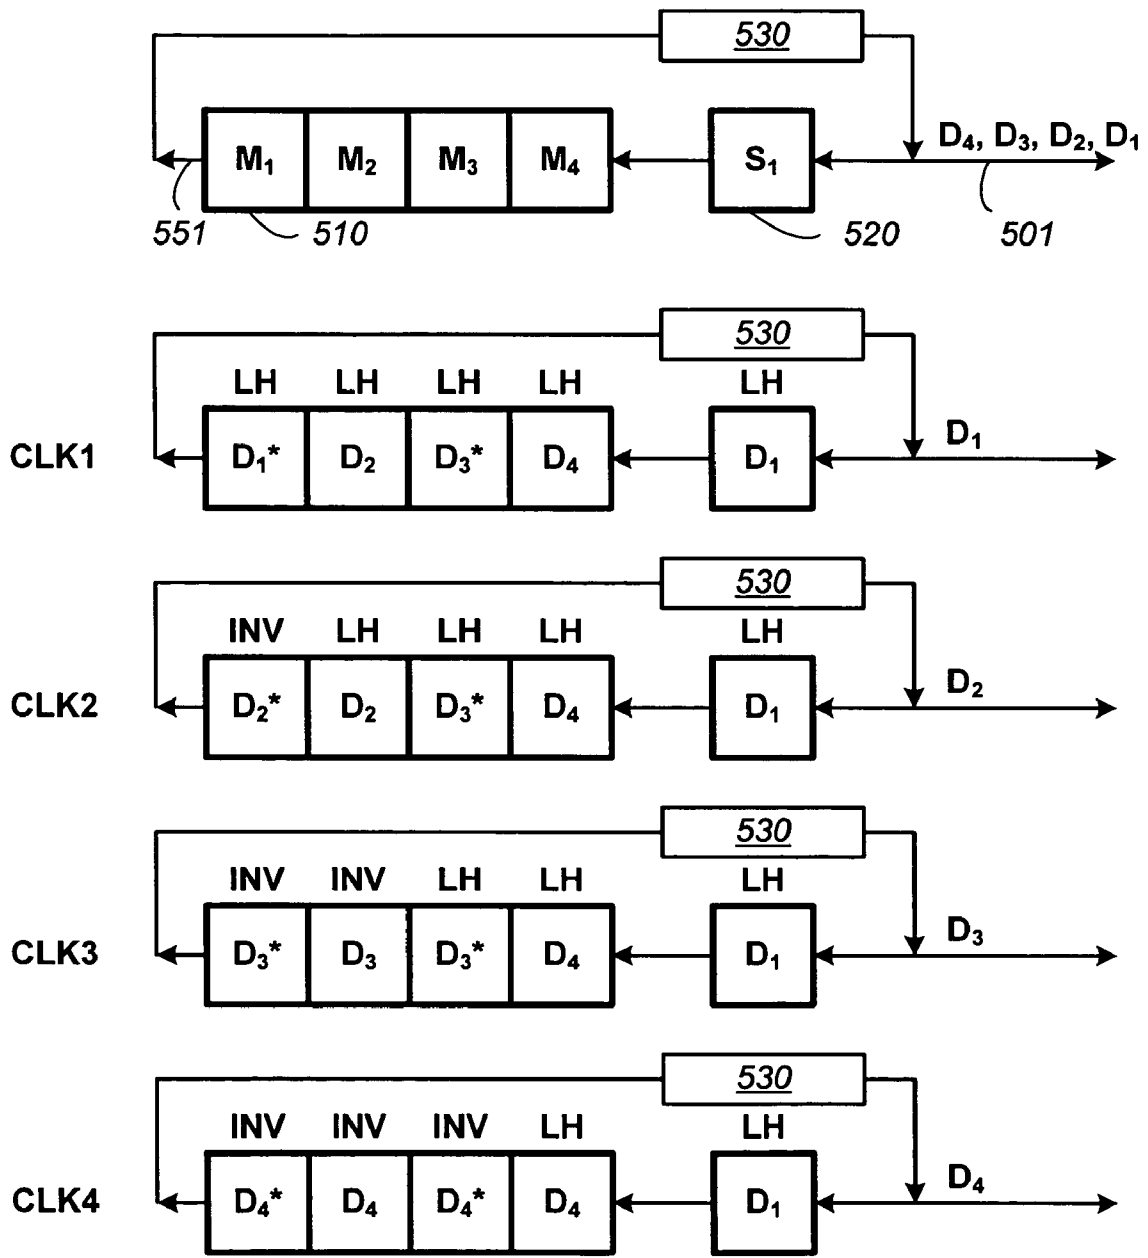 530
M₁ M₂ M₃ M₄ S₁ D₄, D₃, D₂, D₁
551 510 520 501
530
LH LH LH LH LH
CLK1 D₁* D₂ D₃* D₄ D₁ D₁
530
INV LH LH LH LH
CLK2 D₂* D₂ D₃* D₄ D₁ D₂
530
INV INV LH LH LH
CLK3 D₃* D₃ D₃* D₄ D₁ D₃
530
INV INV INV LH LH
CLK4 D₄* D₄ D₄* D₄ D₁ D₄